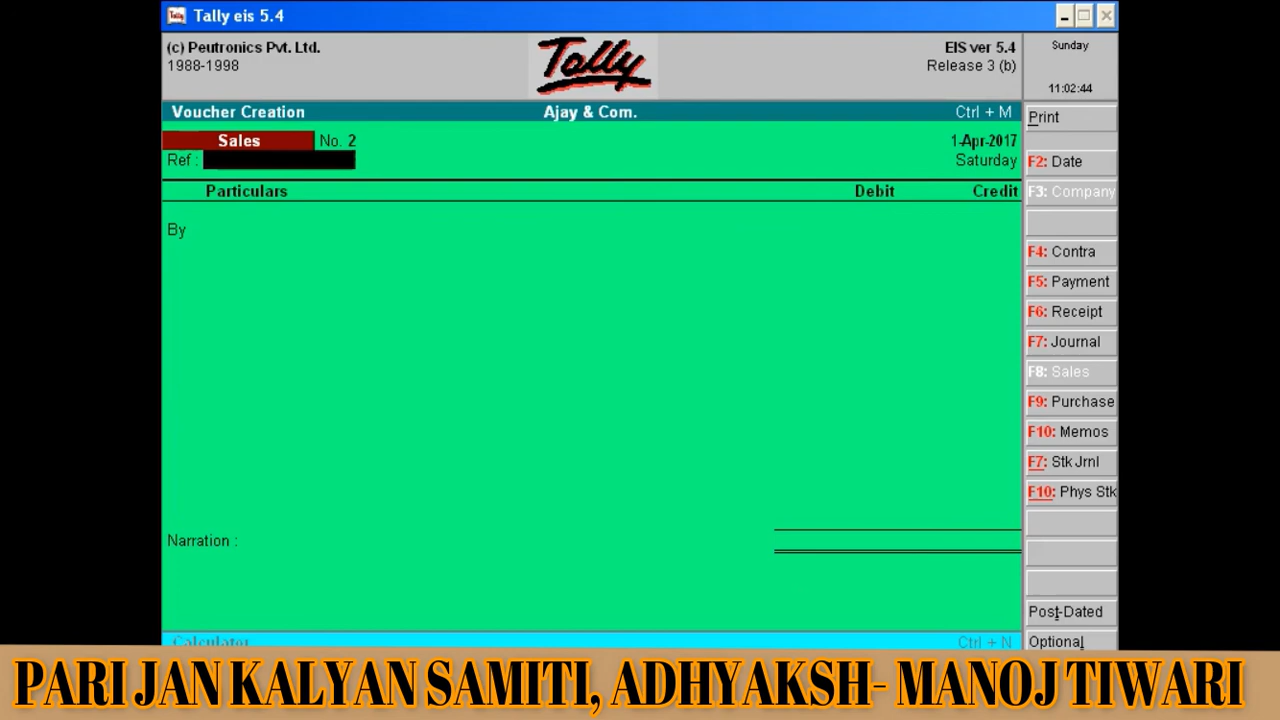 Tally Tally eis 5.4
(c) Peutronics Pvt. Ltd.
1988-1998
Tally
EIS ver 5.4
Release 3 (b)
Sunday
11:02:44
Voucher Creation Ajay & Com. Ctrl + M
Sales No. 2 1-Apr-2017
Ref : Saturday
Particulars Debit Credit
By
Narration :
Calculator Ctrl + N
Print
F2: Date
F3: Company
F4: Contra
F5: Payment
F6: Receipt
F7: Journal
F8: Sales
F9: Purchase
F10: Memos
F7: Stk Jrnl
F10: Phys Stk
Post-Dated
Optional
PARI JAN KALYAN SAMITI, ADHYAKSH- MANOJ TIWARI